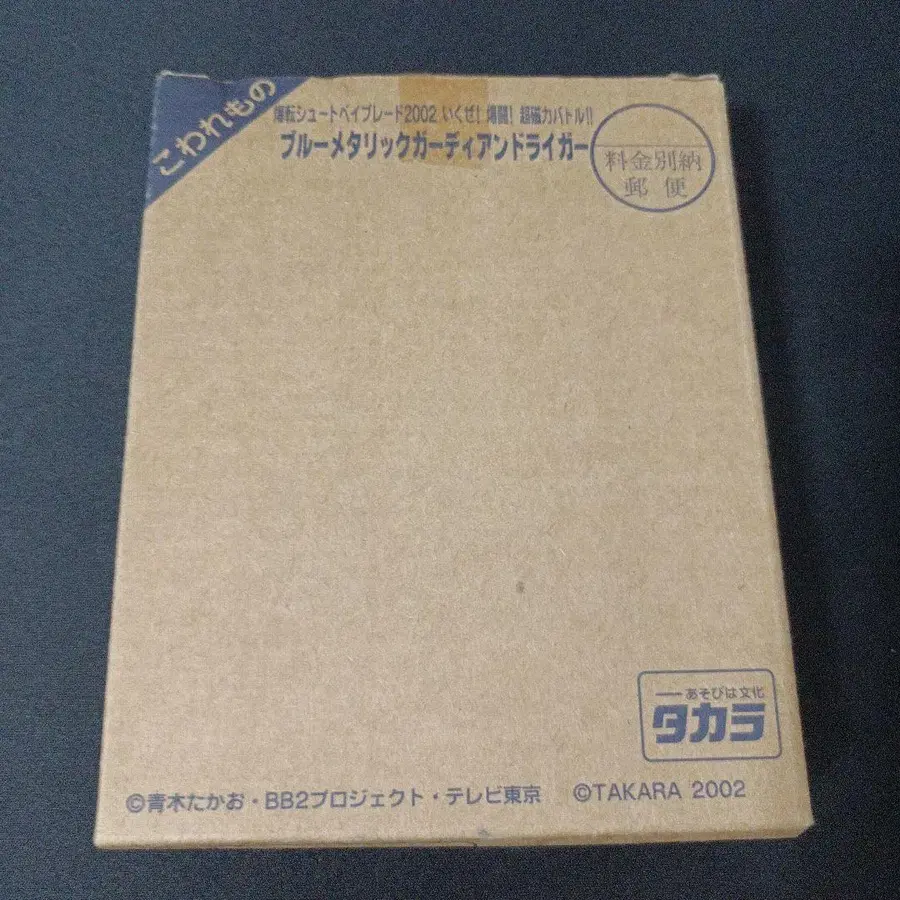 こわれもの
爆転シュートベイブレード2002 いくぜ! 爆闘! 超磁力バトル!!
ブルーメタリックガーディアンドライガー
料金別納
郵便
あそびは文化
タカラ
©青木たかお・BB2プロジェクト・テレビ東京 ©TAKARA 2002